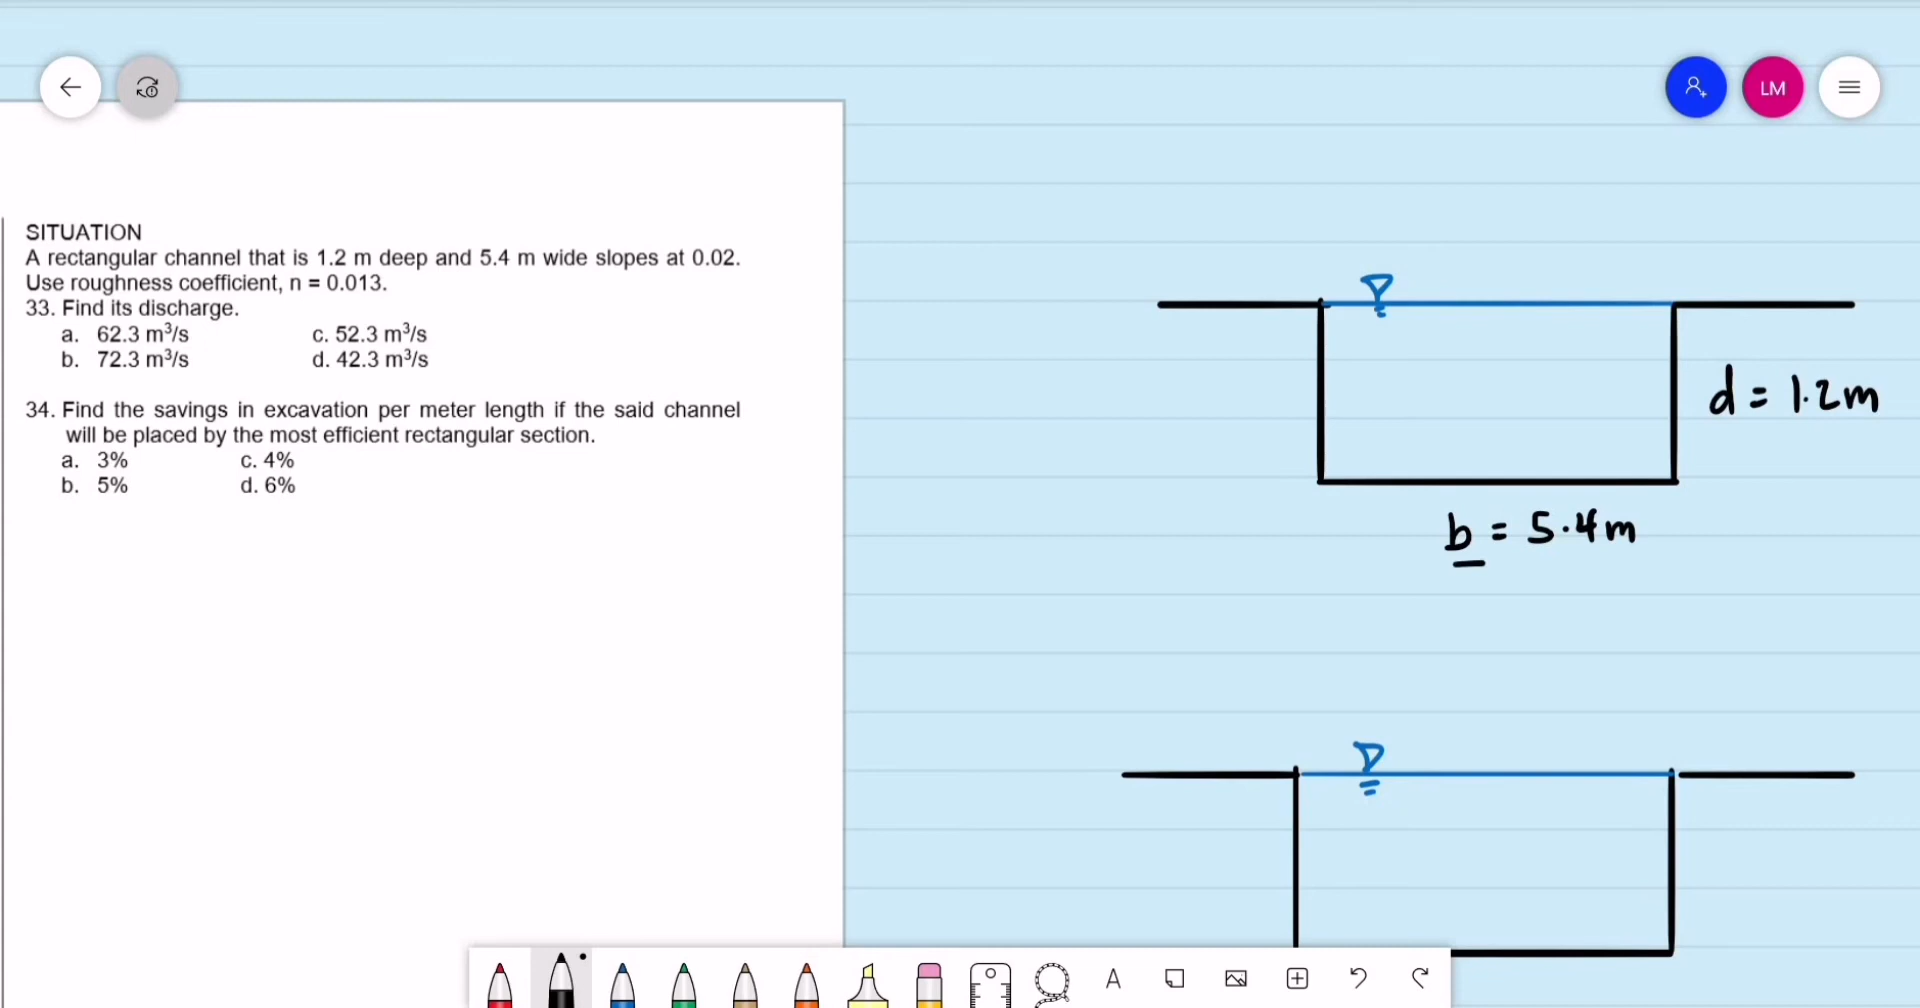 LM
SITUATION
A rectangular channel that is 1.2 m deep and 5.4 m wide slopes at 0.02.
Use roughness coefficient, n = 0.013.
33. Find its discharge.
a. 62.3 m³/s c. 52.3 m³/s
b. 72.3 m³/s d. 42.3 m³/s
34. Find the savings in excavation per meter length if the said channel
will be placed by the most efficient rectangular section.
a. 3% c. 4%
b. 5% d. 6%
d = 1.2m
b = 5.4m
A